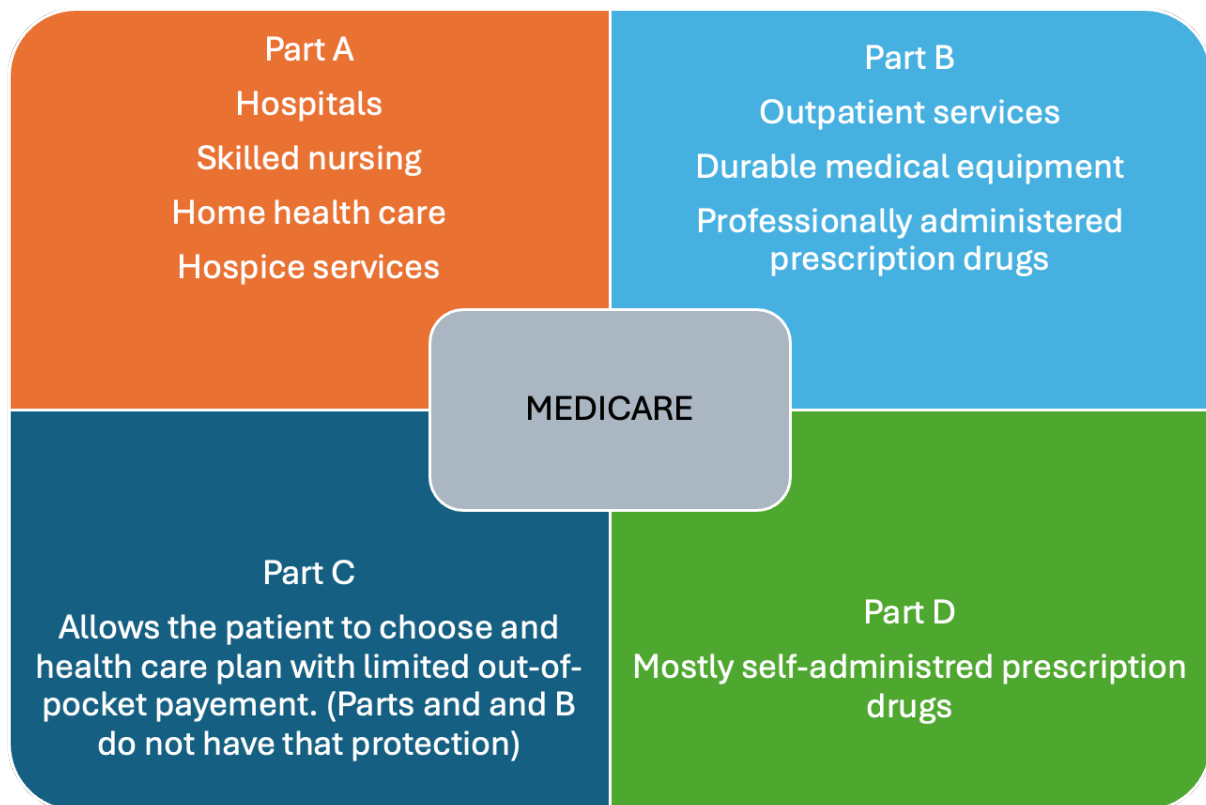 Part A
Hospitals
Skilled nursing
Home health care
Hospice services
Part B
Outpatient services
Durable medical equipment
Professionally administered
prescription drugs
MEDICARE
Part C
Allows the patient to choose and
health care plan with limited out-of-
pocket payement. (Parts and and B
do not have that protection)
Part D
Mostly self-administred prescription
drugs